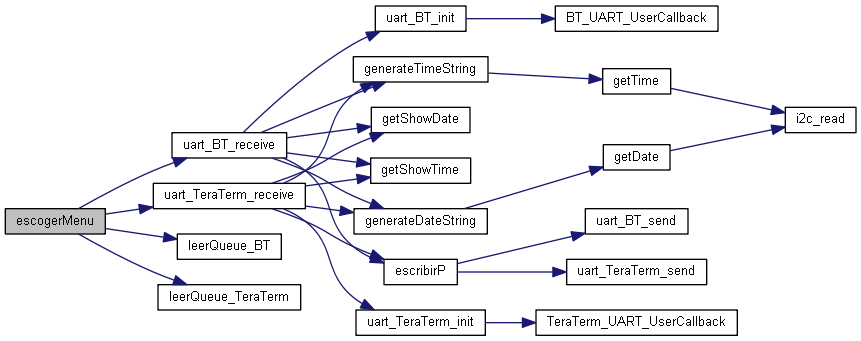 uart_BT_init
BT_UART_UserCallback
generateTimeString
getTime
i2c_read
getShowDate
uart_BT_receive
getDate
getShowTime
uart_TeraTerm_receive
escogerMenu
generateDateString
uart_BT_send
leerQueue_BT
escribirP
uart_TeraTerm_send
leerQueue_TeraTerm
uart_TeraTerm_init
TeraTerm_UART_UserCallback